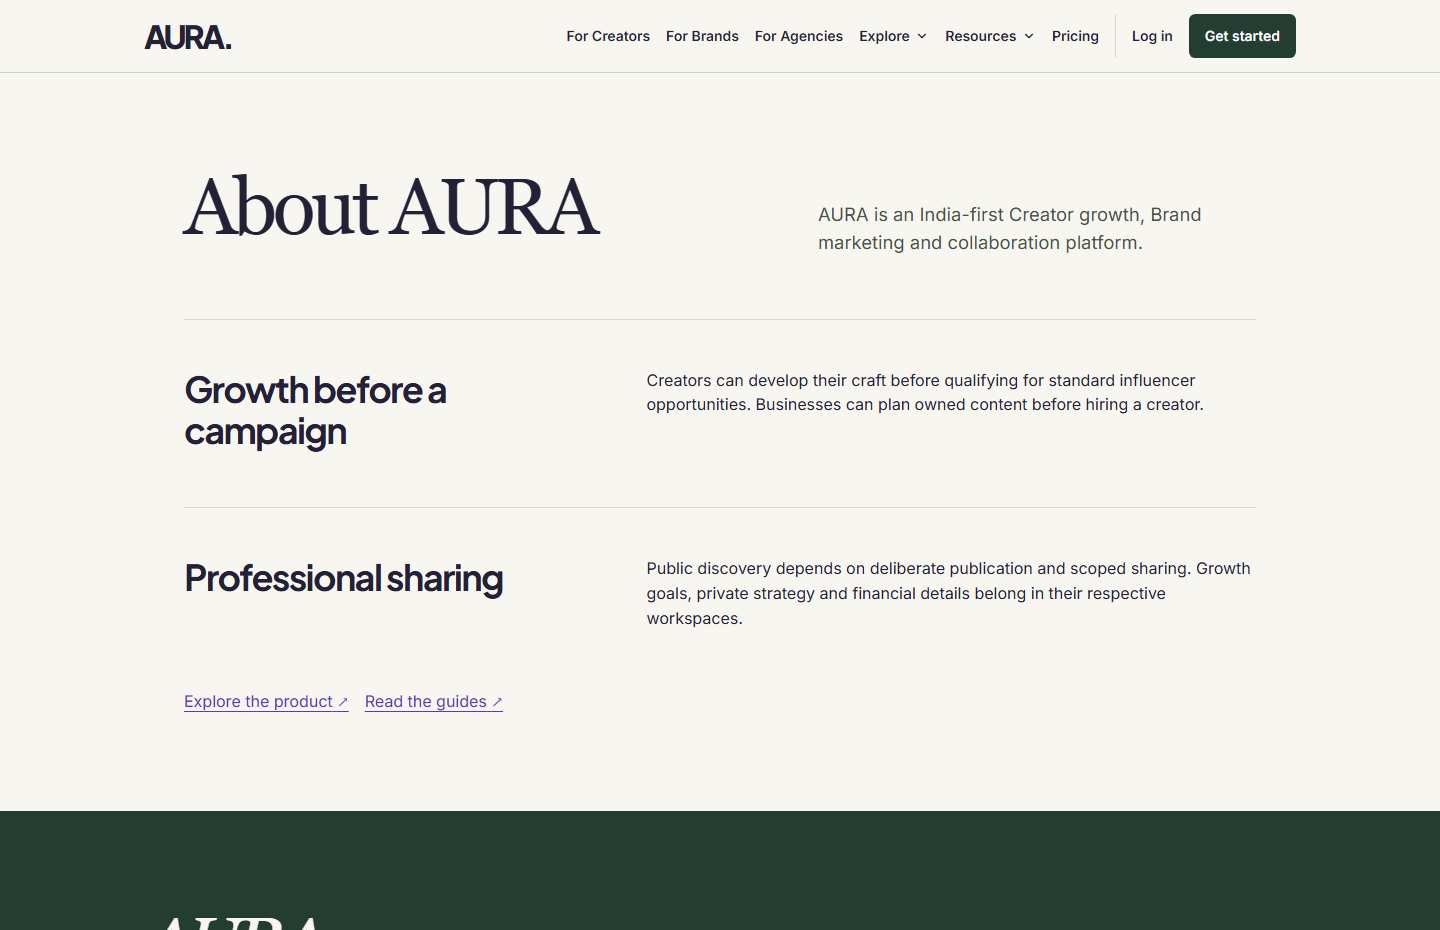 AURA.
For Creators
For Brands
For Agencies
Explore
Resources
Pricing
Log in
Get started
About AURA
AURA is an India-first Creator growth, Brand
marketing and collaboration platform.
Growth before a
campaign
Creators can develop their craft before qualifying for standard influencer
opportunities. Businesses can plan owned content before hiring a creator.
Professional sharing
Public discovery depends on deliberate publication and scoped sharing. Growth
goals, private strategy and financial details belong in their respective
workspaces.
Explore the product ↗
Read the guides ↗
AURA